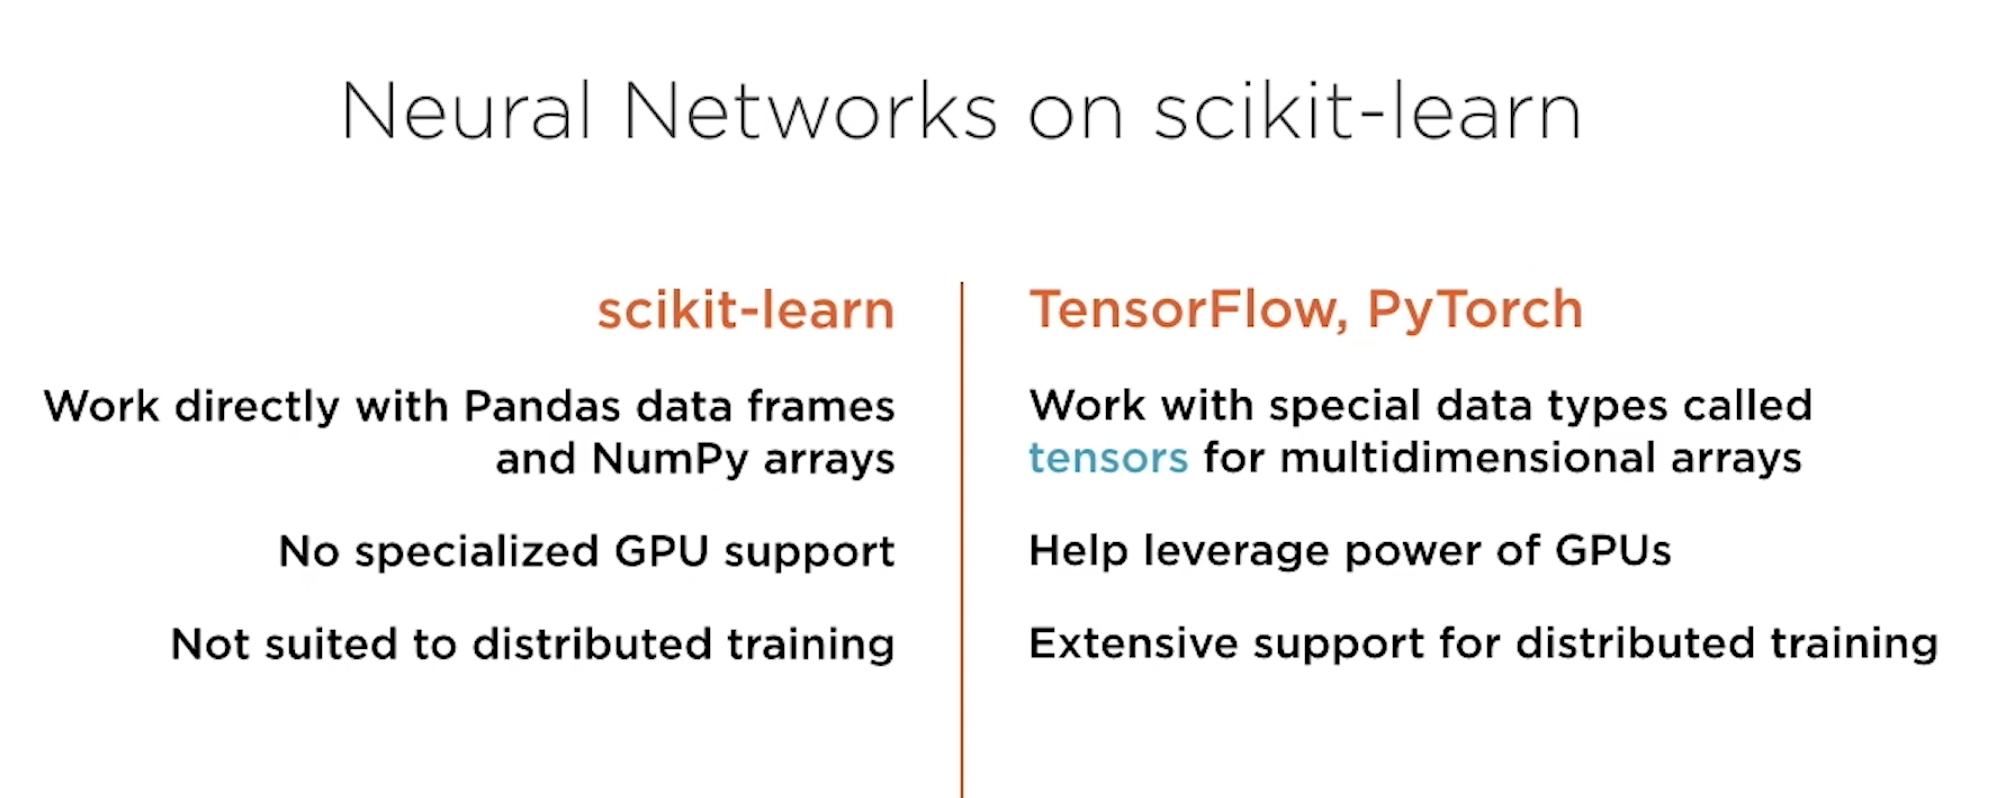 Neural Networks on scikit-learn
scikit-learn
Work directly with Pandas data frames
and NumPy arrays
No specialized GPU support
Not suited to distributed training
TensorFlow, PyTorch
Work with special data types called
tensors for multidimensional arrays
Help leverage power of GPUs
Extensive support for distributed training